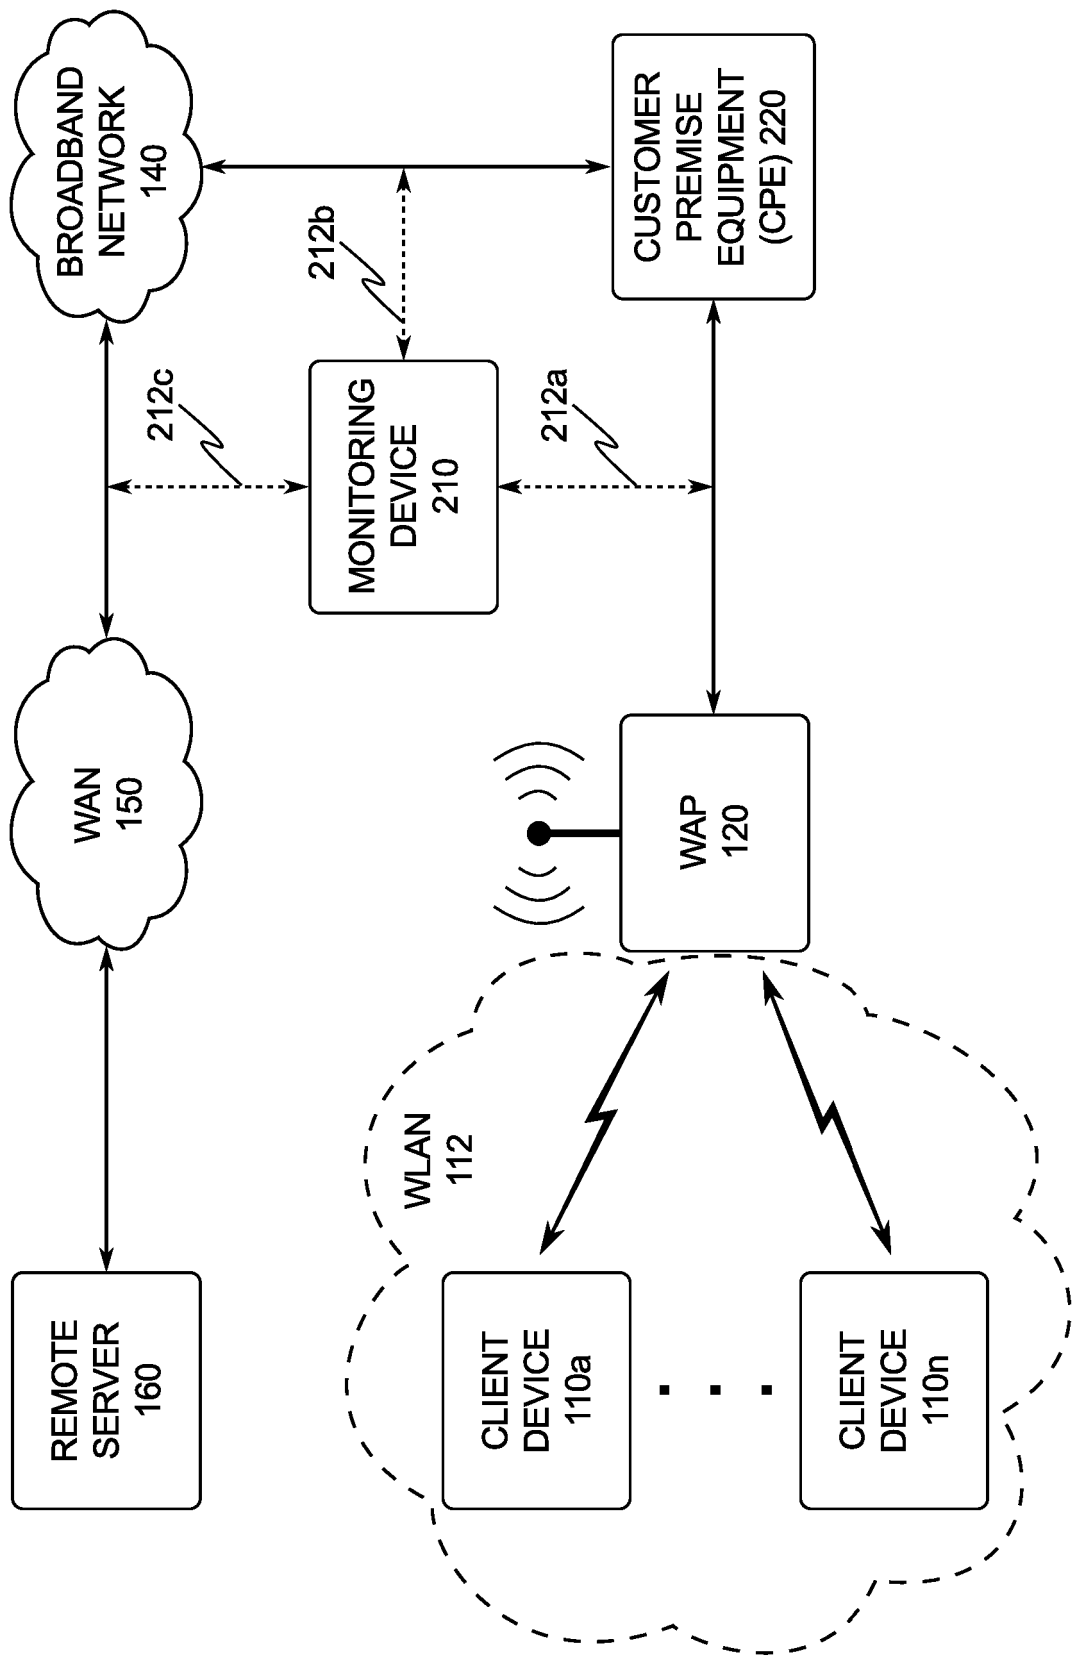 REMOTE
SERVER
160
WAN
150
BROADBAND
NETWORK
140
212c
212b
MONITORING
DEVICE
210
212a
WLAN
112
CLIENT
DEVICE
110a
CLIENT
DEVICE
110n
WAP
120
CUSTOMER
PREMISE
EQUIPMENT
(CPE) 220